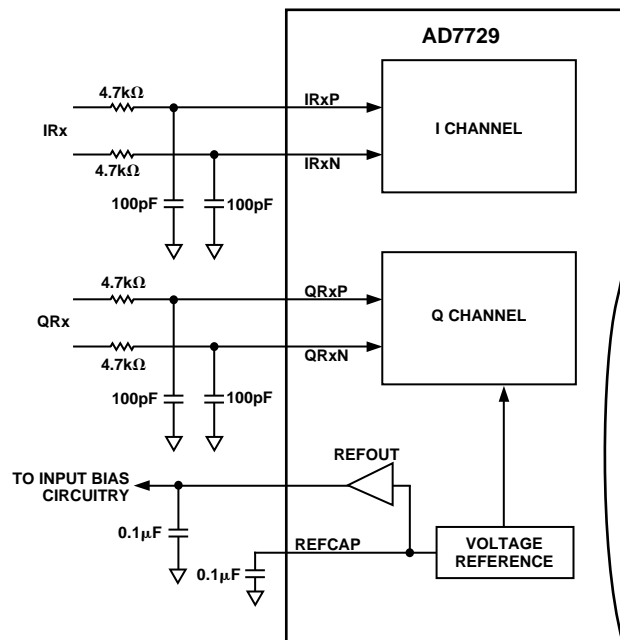 AD7729
4.7kΩ
IRxP
IRx
I CHANNEL
4.7kΩ
IRxN
100pF
100pF
4.7kΩ
QRxP
QRx
Q CHANNEL
4.7kΩ
QRxN
100pF
100pF
REFOUT
TO INPUT BIAS
CIRCUITRY
0.1μF
REFCAP
VOLTAGE
REFERENCE
0.1μF